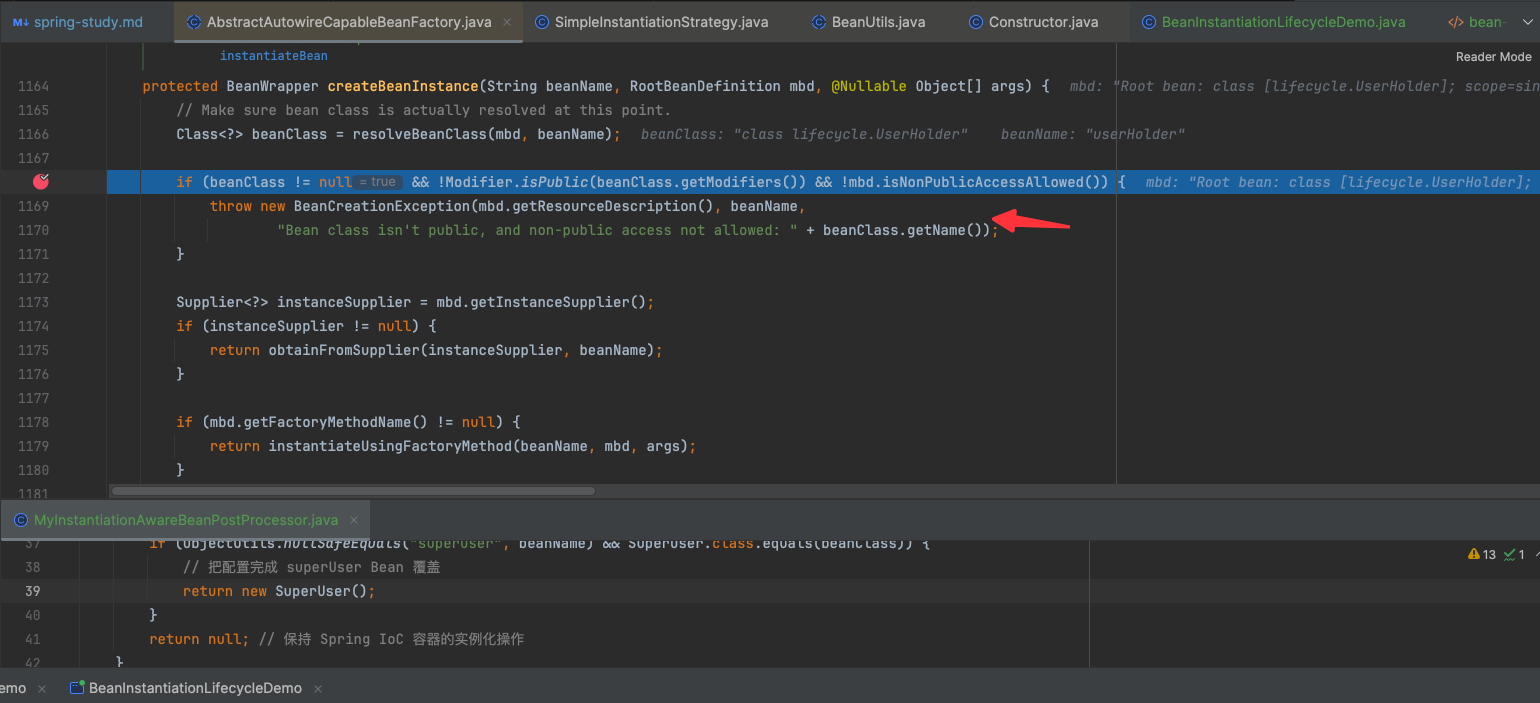 M↓ spring-study.md AbstractAutowireCapableBeanFactory.java × SimpleInstantiationStrategy.java BeanUtils.java Constructor.java BeanInstantiationLifecycleDemo.java </> bean-
instantiateBean
Reader Mode
1164 protected BeanWrapper createBeanInstance(String beanName, RootBeanDefinition mbd, @Nullable Object[] args) { mbd: "Root bean: class [lifecycle.UserHolder]; scope=sin
1165 // Make sure bean class is actually resolved at this point.
1166 Class<?> beanClass = resolveBeanClass(mbd, beanName); beanClass: "class lifecycle.UserHolder" beanName: "userHolder"
1167
if (beanClass != null = true && !Modifier.isPublic(beanClass.getModifiers()) && !mbd.isNonPublicAccessAllowed()) { mbd: "Root bean: class [lifecycle.UserHolder];
1169 throw new BeanCreationException(mbd.getResourceDescription(), beanName,
1170 "Bean class isn't public, and non-public access not allowed: " + beanClass.getName());
1171 }
1172
1173 Supplier<?> instanceSupplier = mbd.getInstanceSupplier();
1174 if (instanceSupplier != null) {
1175 return obtainFromSupplier(instanceSupplier, beanName);
1176 }
1177
1178 if (mbd.getFactoryMethodName() != null) {
1179 return instantiateUsingFactoryMethod(beanName, mbd, args);
1180 }
1181
MyInstantiationAwareBeanPostProcessor.java ×
37 if (ObjectUtils.nullSafeEquals("superUser", beanName) && SuperUser.class.equals(beanClass)) {
13 1
38 // 把配置完成 superUser Bean 覆盖
39 return new SuperUser();
40 }
41 return null; // 保持 Spring IoC 容器的实例化操作
42 }
emo × BeanInstantiationLifecycleDemo ×